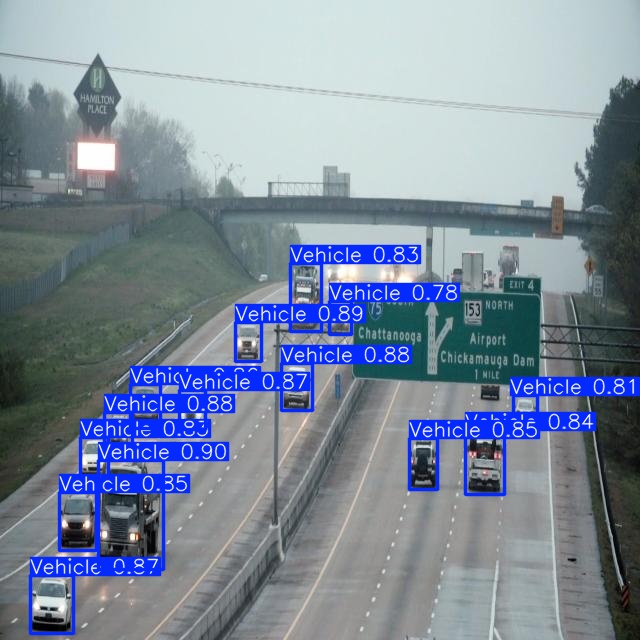 H
HAMILTON
PLACE
Vehicle 0.83
EXIT 4
Vehicle 0.78
75
153
NORTH
Vehicle 0.89
Chattanooga
Airport
Chickamauga Dam
1 MILE
Vehicle 0.88
Vehicle 0.87
Vehicle 0.81
Vehicle 0.88
Vehicle 0.84
Vehicle 0.85
Vehicle 0.90
Vehicle 0.87